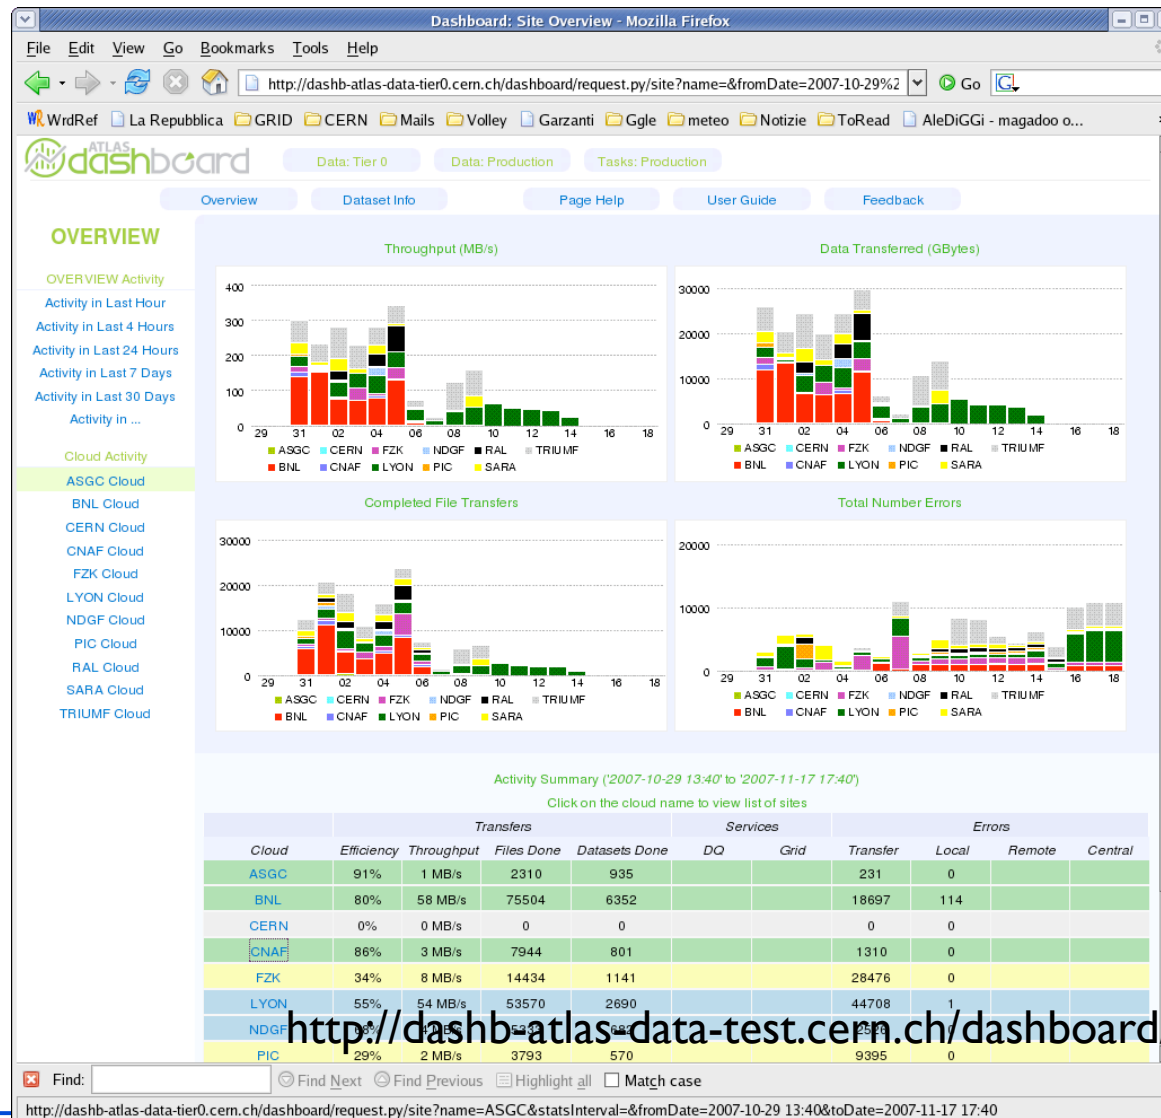 Dashboard: Site Overview - Mozilla Firefox
File Edit View Go Bookmarks Tools Help
http://dashb-atlas-data-tier0.cern.ch/dashboard/request.py/site?name=&fromDate=2007-10-29%2 Go
WrdRef La Repubblica GRID CERN Mails Volley Garzanti Ggle meteo Notizie ToRead AleDiGGi - magadoo o...
ATLAS dashboard Data: Tier 0 Data: Production Tasks: Production
Overview Dataset Info Page Help User Guide Feedback
OVERVIEW
OVERVIEW Activity
Activity in Last Hour
Activity in Last 4 Hours
Activity in Last 24 Hours
Activity in Last 7 Days
Activity in Last 30 Days
Activity in ...
Cloud Activity
ASGC Cloud
BNL Cloud
CERN Cloud
CNAF Cloud
FZK Cloud
LYON Cloud
NDGF Cloud
PIC Cloud
RAL Cloud
SARA Cloud
TRIUMF Cloud
Throughput (MB/s)
400
300
200
100
0
29 31 02 04 06 08 10 12 14 16 18
ASGC CERN FZK NDGF RAL TRIUMF
BNL CNAF LYON PIC SARA
Data Transferred (GBytes)
30000
20000
10000
0
29 31 02 04 06 08 10 12 14 16 18
ASGC CERN FZK NDGF RAL TRIUMF
BNL CNAF LYON PIC SARA
Completed File Transfers
30000
20000
10000
0
29 31 02 04 06 08 10 12 14 16 18
ASGC CERN FZK NDGF RAL TRIUMF
BNL CNAF LYON PIC SARA
Total Number Errors
20000
10000
0
29 31 02 04 06 08 10 12 14 16 18
ASGC CERN FZK NDGF RAL TRIUMF
BNL CNAF LYON PIC SARA
Activity Summary ('2007-10-29 13:40' to '2007-11-17 17:40')
Click on the cloud name to view list of sites
Transfers Services Errors
Cloud Efficiency Throughput Files Done Datasets Done DQ Grid Transfer Local Remote Central
ASGC 91% 1 MB/s 2310 935 231 0
BNL 80% 58 MB/s 75504 6352 18697 114
CERN 0% 0 MB/s 0 0 0 0
CNAF 86% 3 MB/s 7944 801 1310 0
FZK 34% 8 MB/s 14434 1141 28476 0
LYON 55% 54 MB/s 53570 2690 44708 1
NDGF
http://dashb-atlas-data-test.cern.ch/dashboard/
PIC 29% 2 MB/s 3793 570 9395 0
Find: Find Next Find Previous Highlight all Match case
http://dashb-atlas-data-tier0.cern.ch/dashboard/request.py/site?name=ASGC&statsInterval=&fromDate=2007-10-29 13:40&toDate=2007-11-17 17:40